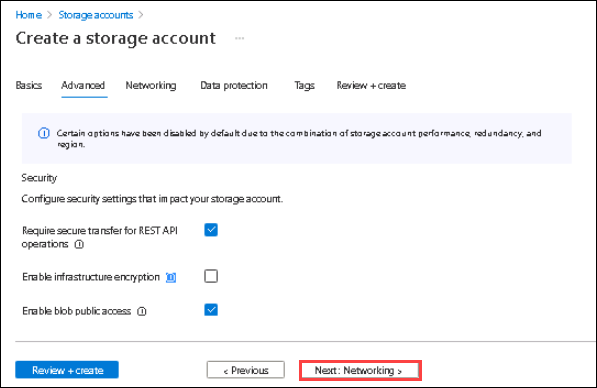 Home > Storage accounts >
Create a storage account ...
Basics Advanced Networking Data protection Tags Review + create
Certain options have been disabled by default due to the combination of storage account performance, redundancy, and
region.
Security
Configure security settings that impact your storage account.
Require secure transfer for REST API
operations
Enable infrastructure encryption
Enable blob public access
Review + create < Previous Next: Networking >